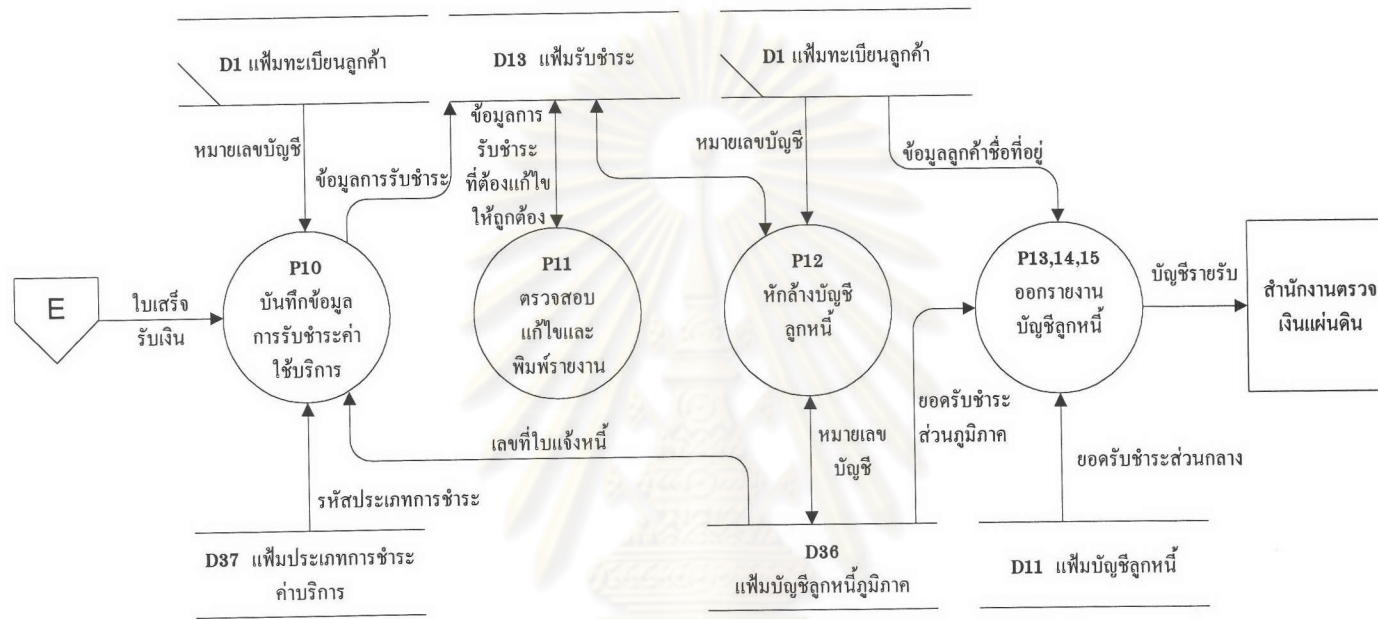 D1 แฟ้มทะเบียนลูกค้า
D13 แฟ้มรับชำระ
D1 แฟ้มทะเบียนลูกค้า
หมายเลขบัญชี
ข้อมูลการรับชำระ
ข้อมูลการ
รับชำระ
ที่ต้องแก้ไข
ให้ถูกต้อง
หมายเลขบัญชี
ข้อมูลลูกค้าชื่อที่อยู่
E
ใบเสร็จ
รับเงิน
P10
บันทึกข้อมูล
การรับชำระค่า
ใช้บริการ
P11
ตรวจสอบ
แก้ไขและ
พิมพ์รายงาน
P12
หักล้างบัญชี
ลูกหนี้
P13,14,15
ออกรายงาน
บัญชีลูกหนี้
บัญชีรายรับ
สำนักงานตรวจ
เงินแผ่นดิน
เลขที่ใบแจ้งหนี้
หมายเลข
บัญชี
ยอดรับชำระ
ส่วนภูมิภาค
ยอดรับชำระส่วนกลาง
รหัสประเภทการชำระ
D37 แฟ้มประเภทการชำระ
ค่าบริการ
D36
แฟ้มบัญชีลูกหนี้ภูมิภาค
D11 แฟ้มบัญชีลูกหนี้